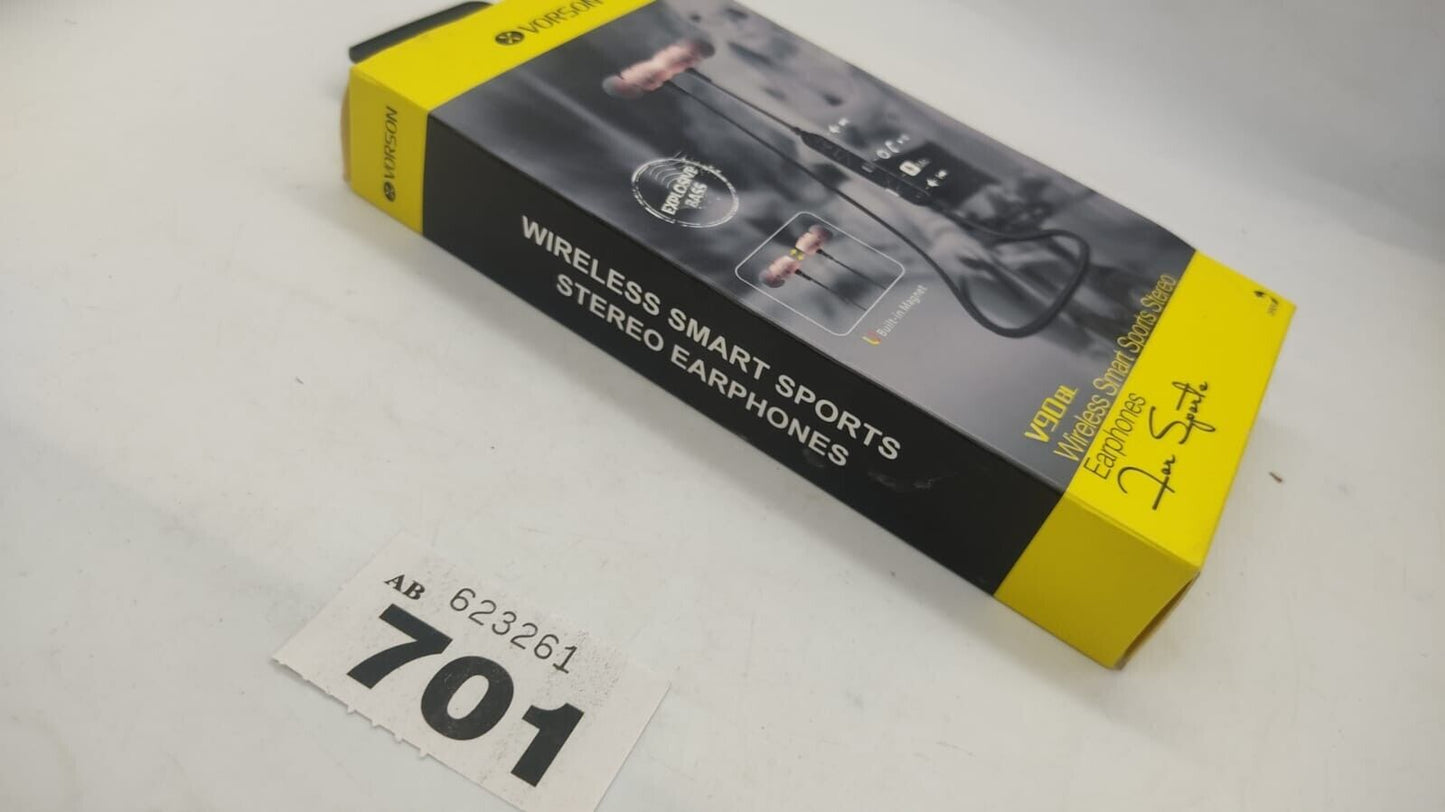 VORSON
VORSON
EXPLOSIVE
BASS
Built-in Magnet
WIRELESS SMART SPORTS
STEREO EARPHONES
V90BL
Wireless Smart Sports Stereo
Earphones
For Sports
AB 623261
701